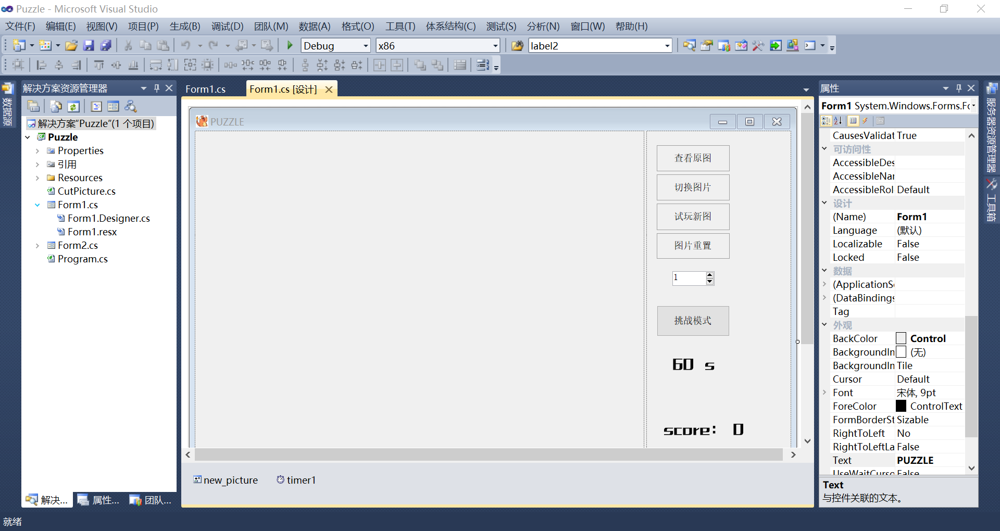 Puzzle - Microsoft Visual Studio
文件(F) 编辑(E) 视图(V) 项目(P) 生成(B) 调试(D) 团队(M) 数据(A) 格式(O) 工具(T) 体系结构(C) 测试(S) 分析(N) 窗口(W) 帮助(H)
Debug x86 label2
数据源
解决方案资源管理器
解决方案“Puzzle”(1 个项目)
Puzzle
Properties
引用
Resources
CutPicture.cs
Form1.cs
Form1.Designer.cs
Form1.resx
Form2.cs
Program.cs
解决... 属性... 团队...
Form1.cs Form1.cs [设计]
PUZZLE
查看原图
切换图片
试玩新图
图片重置
1
挑战模式
60 s
score: 0
new_picture timer1
属性
Form1 System.Windows.Forms.Fo
CausesValidat True
可访问性
AccessibleDes
AccessibleNar
AccessibleRol Default
设计
(Name) Form1
Language (默认)
Localizable False
Locked False
数据
(ApplicationSe
(DataBindings
Tag
外观
BackColor Control
BackgroundIn (无)
BackgroundIn Tile
Cursor Default
Font 宋体, 9pt
ForeColor ControlText
FormBorderSt Sizable
RightToLeft No
RightToLeftLa False
Text PUZZLE
UseWaitCurso False
Text
与控件关联的文本。
服务器资源管理器
工具箱
就绪